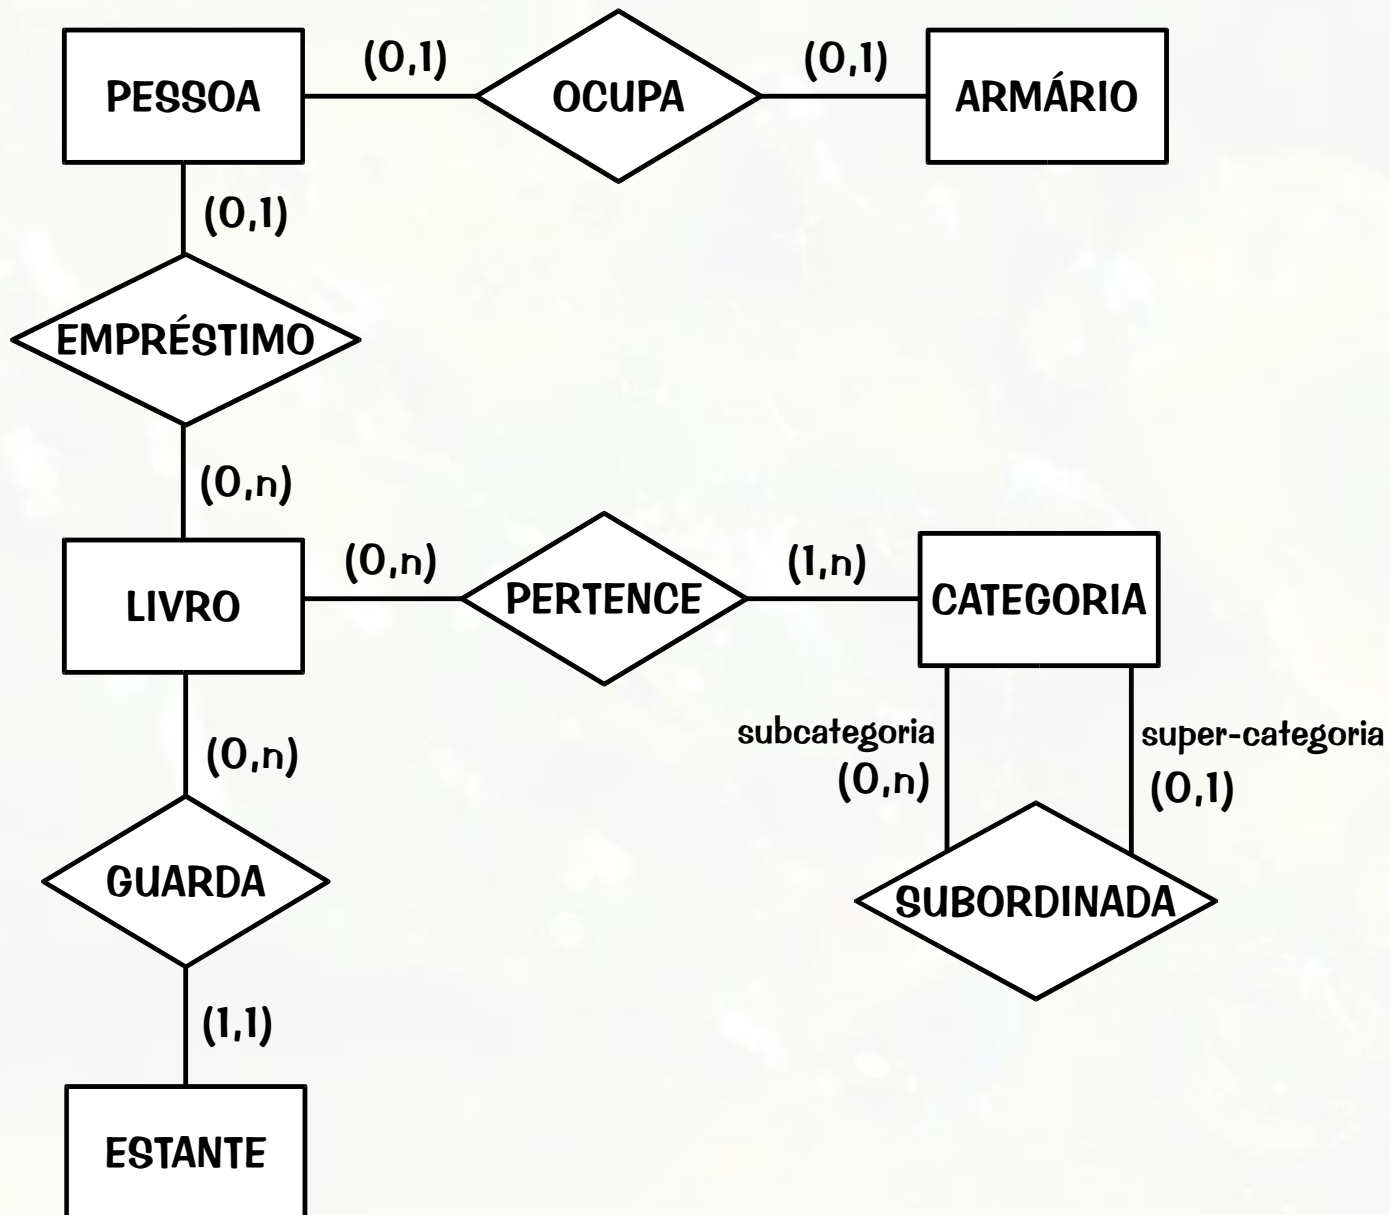 PESSOA
(0,1)
OCUPA
(0,1)
ARMÁRIO
(0,1)
EMPRÉSTIMO
(0,n)
LIVRO
(0,n)
PERTENCE
(1,n)
CATEGORIA
subcategoria
(0,n)
super-categoria
(0,1)
SUBORDINADA
(0,n)
GUARDA
(1,1)
ESTANTE